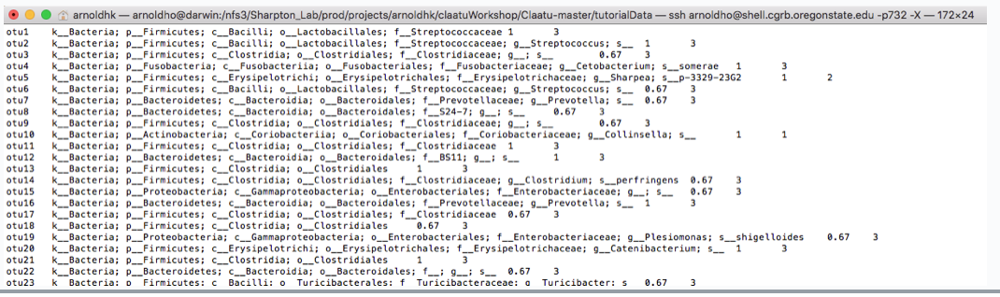 arnoldhk — arnoldho@darwin:/nfs3/Sharpton_Lab/prod/projects/arnoldhk/claatuWorkshop/Claatu-master/tutorialData — ssh arnoldho@shell.cgrb.oregonstate.edu -p732 -X — 172×24
otu1 k__Bacteria; p__Firmicutes; c__Bacilli; o__Lactobacillales; f__Streptococcaceae 1 3
otu2 k__Bacteria; p__Firmicutes; c__Bacilli; o__Lactobacillales; f__Streptococcaceae; g__Streptococcus; s__ 1 3
otu3 k__Bacteria; p__Firmicutes; c__Clostridia; o__Clostridiales; f__Clostridiaceae; g__; s__ 0.67 3
otu4 k__Bacteria; p__Fusobacteria; c__Fusobacteriia; o__Fusobacteriales; f__Fusobacteriaceae; g__Cetobacterium; s__somerae 1 3
otu5 k__Bacteria; p__Firmicutes; c__Erysipelotrichi; o__Erysipelotrichales; f__Erysipelotrichaceae; g__Sharpea; s__p-3329-23G2 1 2
otu6 k__Bacteria; p__Firmicutes; c__Bacilli; o__Lactobacillales; f__Streptococcaceae; g__Streptococcus; s__ 0.67 3
otu7 k__Bacteria; p__Bacteroidetes; c__Bacteroidia; o__Bacteroidales; f__Prevotellaceae; g__Prevotella; s__ 0.67 3
otu8 k__Bacteria; p__Bacteroidetes; c__Bacteroidia; o__Bacteroidales; f__S24-7; g__; s__ 0.67 3
otu9 k__Bacteria; p__Firmicutes; c__Clostridia; o__Clostridiales; f__Clostridiaceae; g__; s__ 0.67 3
otu10 k__Bacteria; p__Actinobacteria; c__Coriobacteriia; o__Coriobacteriales; f__Coriobacteriaceae; g__Collinsella; s__ 1 1
otu11 k__Bacteria; p__Firmicutes; c__Clostridia; o__Clostridiales; f__Clostridiaceae 1 3
otu12 k__Bacteria; p__Bacteroidetes; c__Bacteroidia; o__Bacteroidales; f__BS11; g__; s__ 1 3
otu13 k__Bacteria; p__Firmicutes; c__Clostridia; o__Clostridiales 1 3
otu14 k__Bacteria; p__Firmicutes; c__Clostridia; o__Clostridiales; f__Clostridiaceae; g__Clostridium; s__perfringens 0.67 3
otu15 k__Bacteria; p__Proteobacteria; c__Gammaproteobacteria; o__Enterobacteriales; f__Enterobacteriaceae; g__; s__ 0.67 3
otu16 k__Bacteria; p__Bacteroidetes; c__Bacteroidia; o__Bacteroidales; f__Prevotellaceae; g__Prevotella; s__ 1 3
otu17 k__Bacteria; p__Firmicutes; c__Clostridia; o__Clostridiales; f__Clostridiaceae 0.67 3
otu18 k__Bacteria; p__Firmicutes; c__Clostridia; o__Clostridiales 0.67 3
otu19 k__Bacteria; p__Proteobacteria; c__Gammaproteobacteria; o__Enterobacteriales; f__Enterobacteriaceae; g__Plesiomonas; s__shigelloides 0.67 3
otu20 k__Bacteria; p__Firmicutes; c__Erysipelotrichi; o__Erysipelotrichales; f__Erysipelotrichaceae; g__Catenibacterium; s__ 1 3
otu21 k__Bacteria; p__Firmicutes; c__Clostridia; o__Clostridiales 1 3
otu22 k__Bacteria; p__Bacteroidetes; c__Bacteroidia; o__Bacteroidales; f__; g__; s__ 0.67 3
otu23 k__Bacteria; p__Firmicutes; c__Bacilli; o__Turicibacterales; f__Turicibacteraceae; g__Turicibacter; s__ 0.67 3